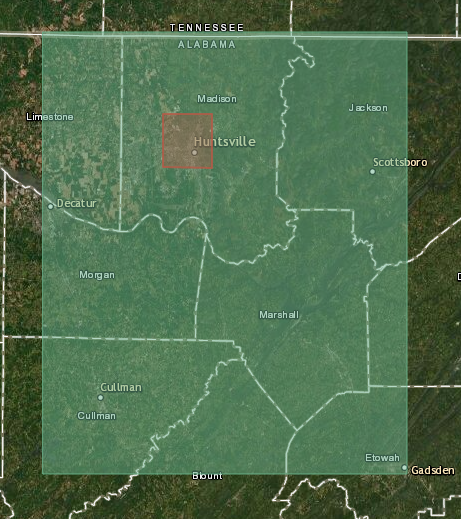 TENNESSEE
ALABAMA
Madison
Jackson
Limestone
Huntsville
Scottsboro
Decatur
Morgan
Marshall
Cullman
Cullman
Etowah
Gadsden
Blount